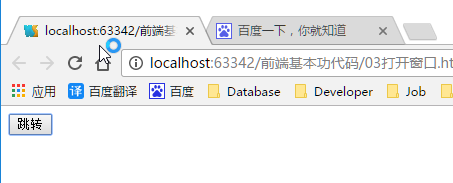 localhost:63342/前端基
百度一下，你就知道
localhost:63342/前端基本功代码/03打开窗口.h
应用 译 百度翻译 百度 Database Developer Job
跳转